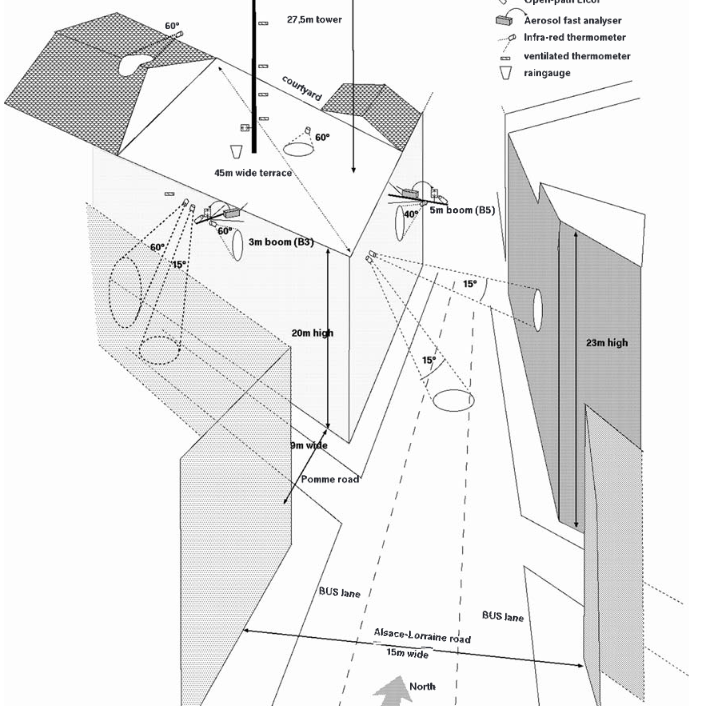 Open-path Licor
Aerosol fast analyser
Infra-red thermometer
ventilated thermometer
raingauge
27,5m tower
60°
courtyard
60°
45m wide terrace
40°
5m boom (B5)
60°
3m boom (B3)
60°
15°
15°
20m high
23m high
15°
9m wide
Pomme road
BUS lane
BUS lane
Alsace-Lorraine road
15m wide
North